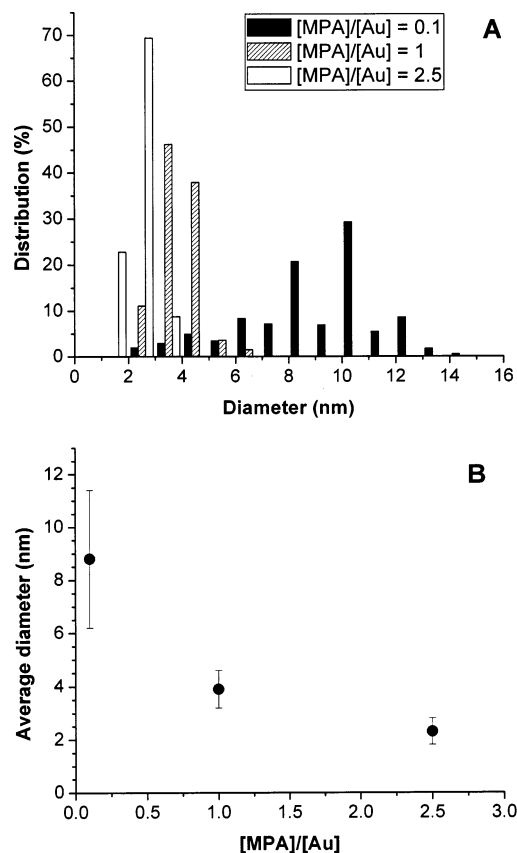 [MPA]/[Au] = 0.1
[MPA]/[Au] = 1
[MPA]/[Au] = 2.5
A
70
60
50
40
30
20
10
0
Distribution (%)
0 2 4 6 8 10 12 14 16
Diameter (nm)
B
12
10
8
6
4
2
0
Average diameter (nm)
0.0 0.5 1.0 1.5 2.0 2.5 3.0
[MPA]/[Au]